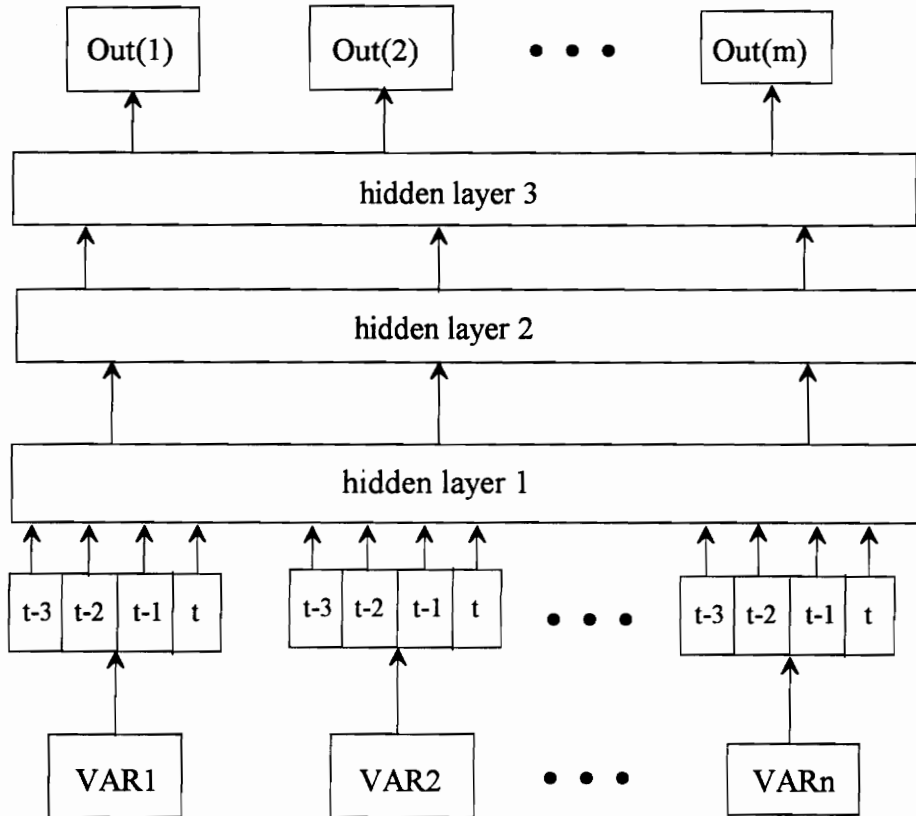 Out(1) Out(2) • • • Out(m)
hidden layer 3
hidden layer 2
hidden layer 1
t-3 t-2 t-1 t t-3 t-2 t-1 t • • • t-3 t-2 t-1 t
VAR1 VAR2 • • • VARn